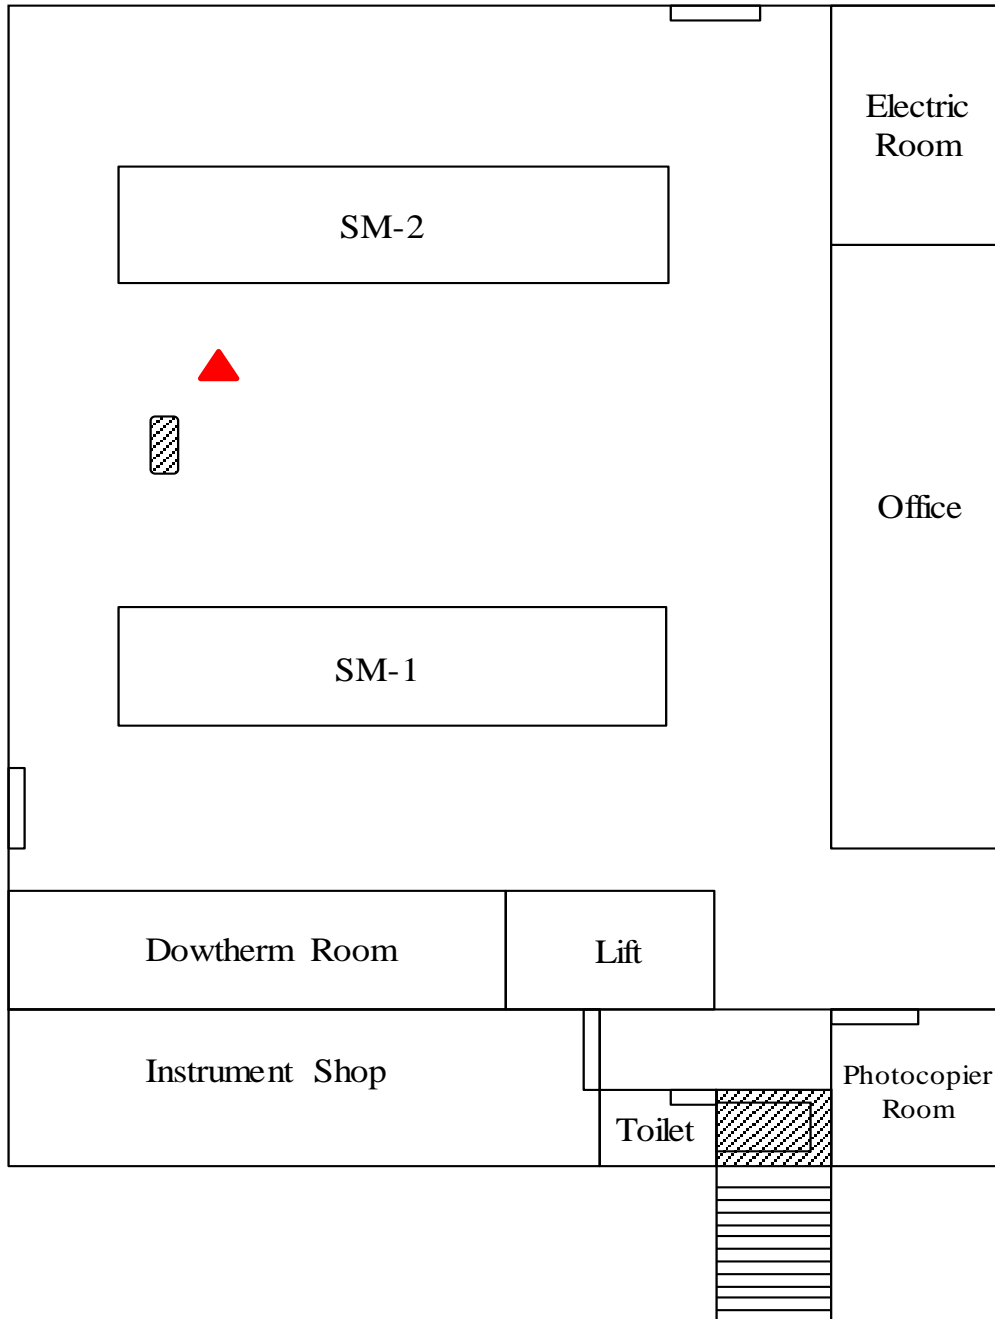 Electric
Room
SM-2
Office
SM-1
Dowtherm Room
Lift
Instrument Shop
Photocopier
Room
Toilet